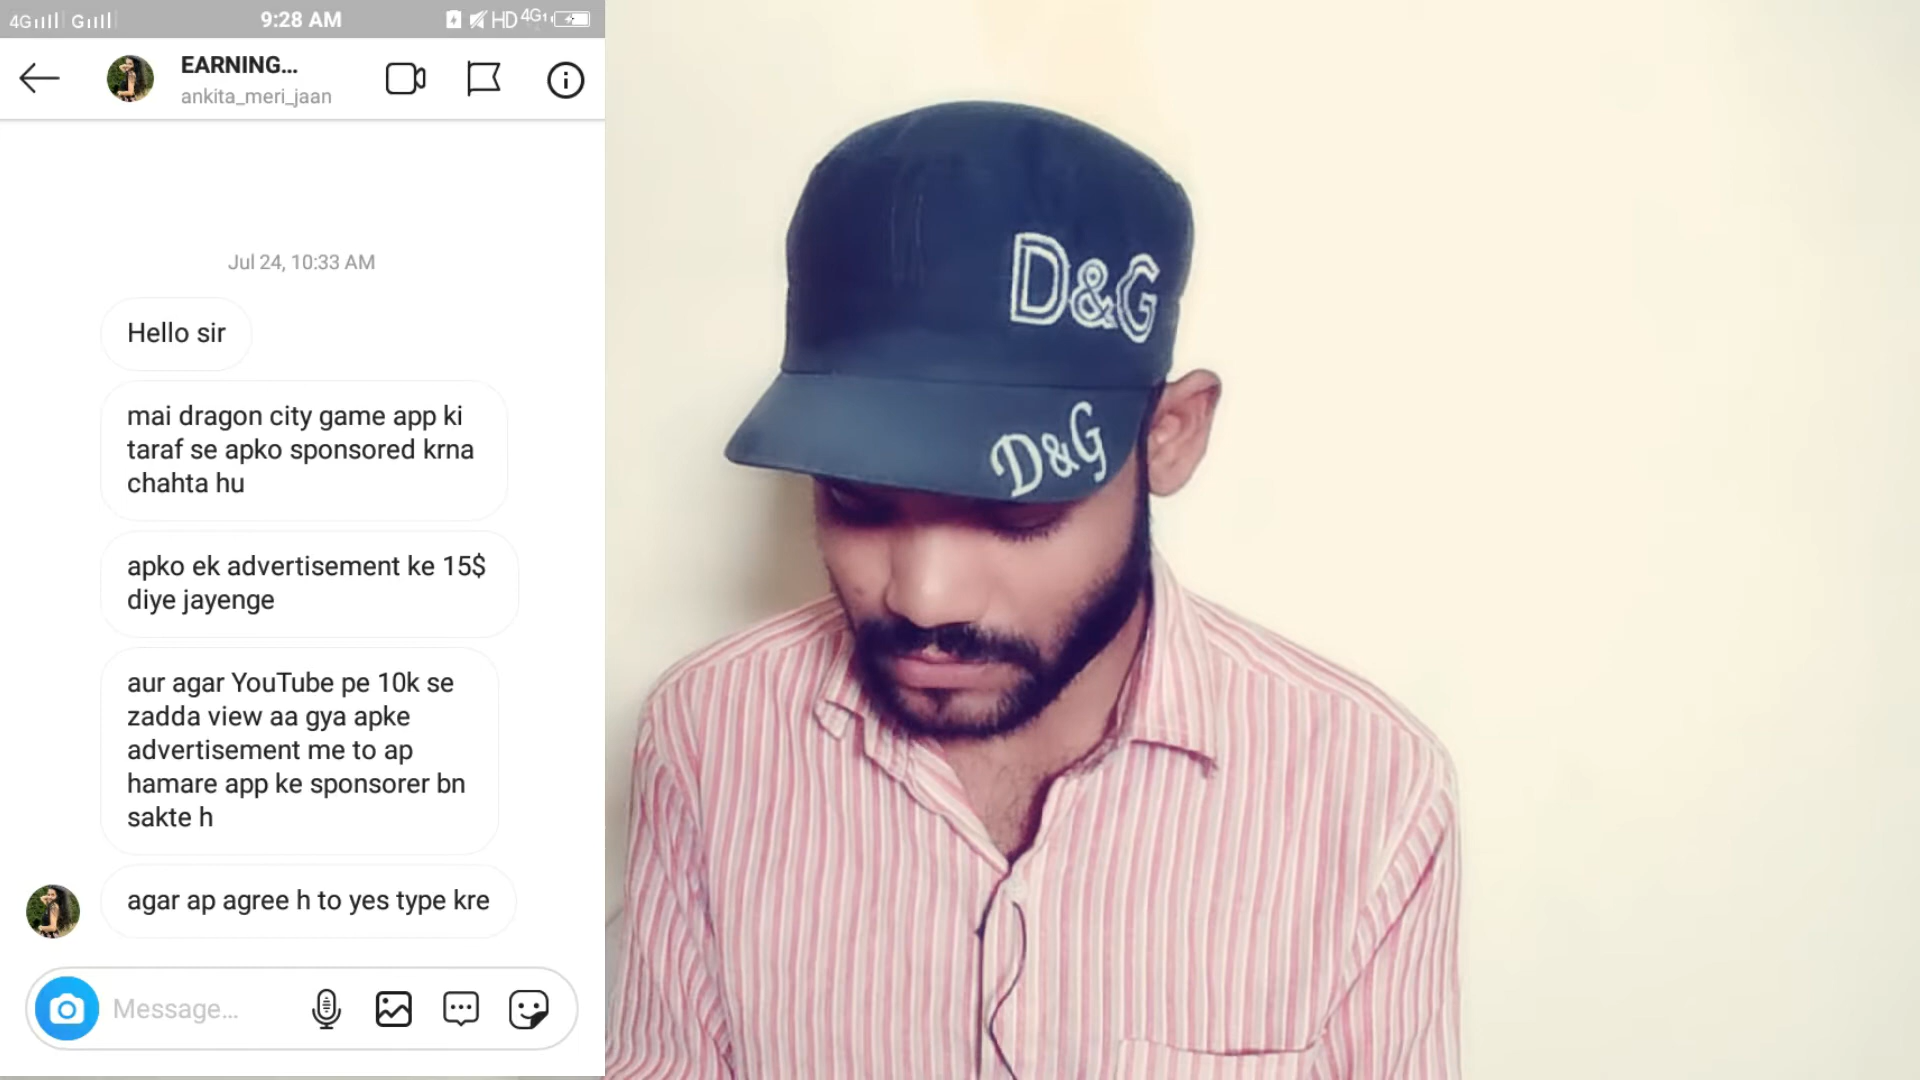 4G G 9:28 AM HD 4G1
EARNING...
ankita_meri_jaan
Jul 24, 10:33 AM
Hello sir
mai dragon city game app ki
taraf se apko sponsored krna
chahta hu
apko ek advertisement ke 15$
diye jayenge
aur agar YouTube pe 10k se
zadda view aa gya apke
advertisement me to ap
hamare app ke sponsorer bn
sakte h
agar ap agree h to yes type kre
Message...
D&G
D&G